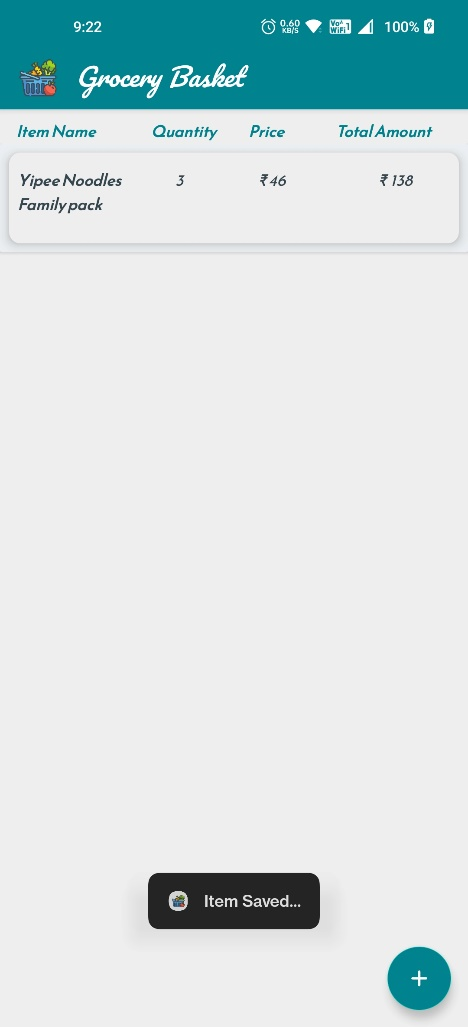 9:22 0.60 KB/S Vo WiFi 1 100%
Grocery Basket
Item Name Quantity Price Total Amount
Yipee Noodles 3 ₹ 46 ₹ 138
Family pack
Item Saved...
+